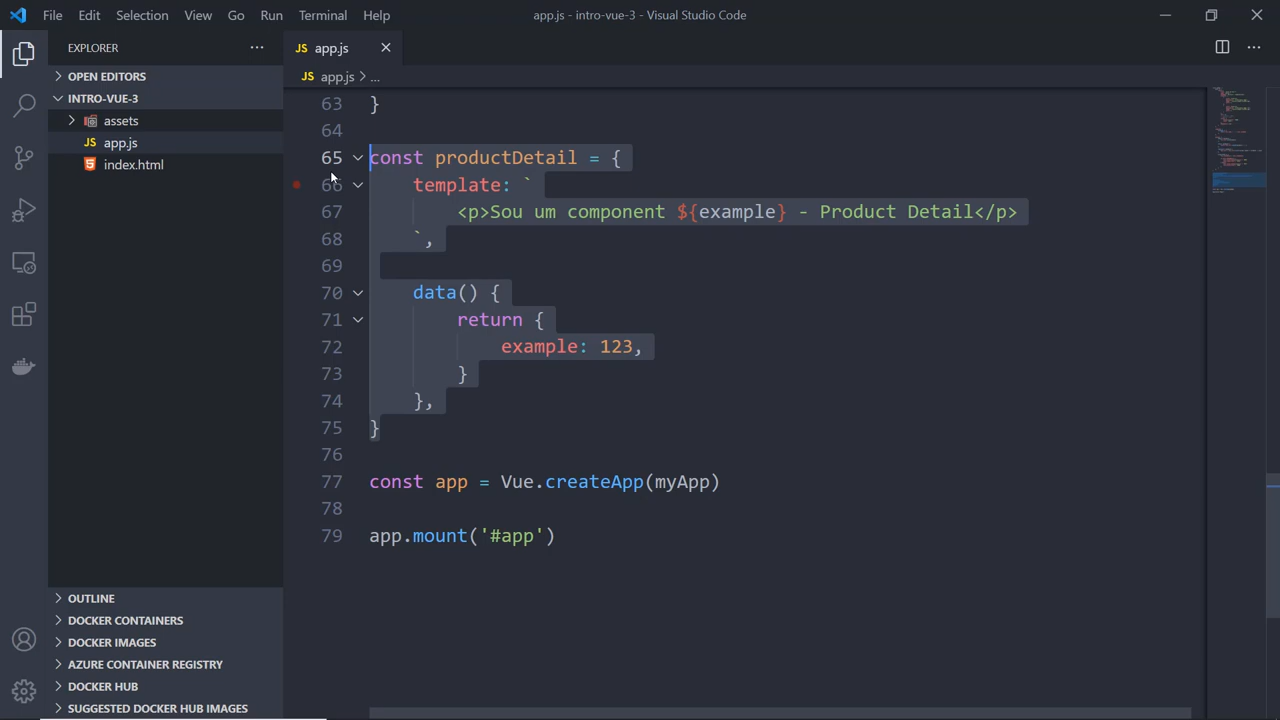 File Edit Selection View Go Run Terminal Help app.js - intro-vue-3 - Visual Studio Code
EXPLORER
OPEN EDITORS
INTRO-VUE-3
assets
JS app.js
index.html
OUTLINE
DOCKER CONTAINERS
DOCKER IMAGES
AZURE CONTAINER REGISTRY
DOCKER HUB
SUGGESTED DOCKER HUB IMAGES
JS app.js
JS app.js > ...
63 }
64
65 const productDetail = {
66     template: `
67         <p>Sou um component ${example} - Product Detail</p>
68     `,
69
70     data() {
71         return {
72             example: 123,
73         }
74     },
75 }
76
77 const app = Vue.createApp(myApp)
78
79 app.mount('#app')